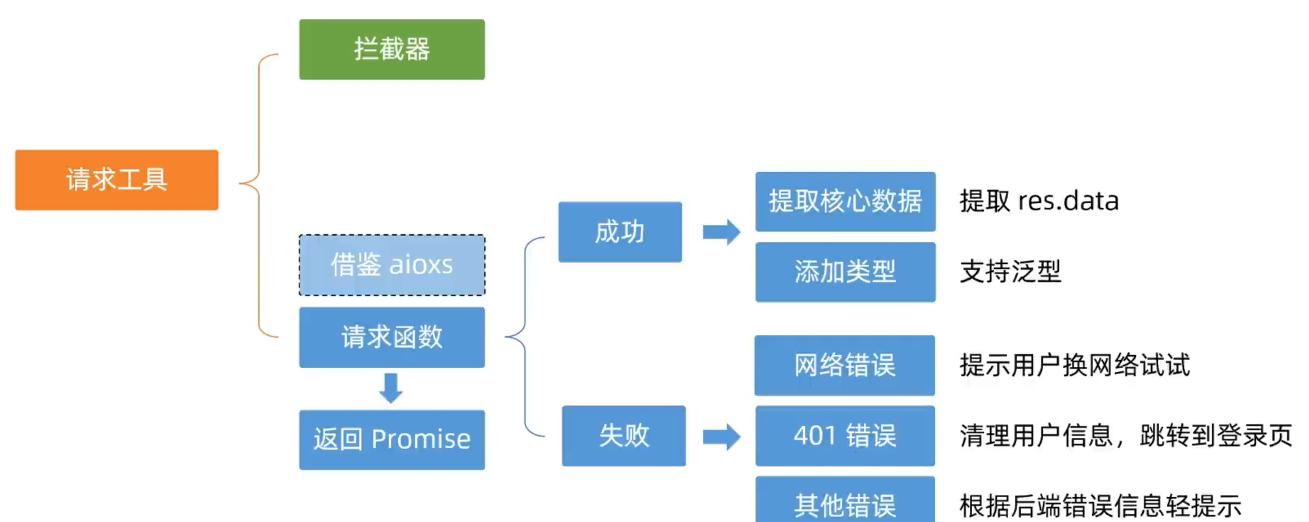 拦截器
请求工具
借鉴 aioxs
请求函数
返回 Promise
成功
提取核心数据 提取 res.data
添加类型 支持泛型
失败
网络错误 提示用户换网络试试
401 错误 清理用户信息，跳转到登录页
其他错误 根据后端错误信息轻提示